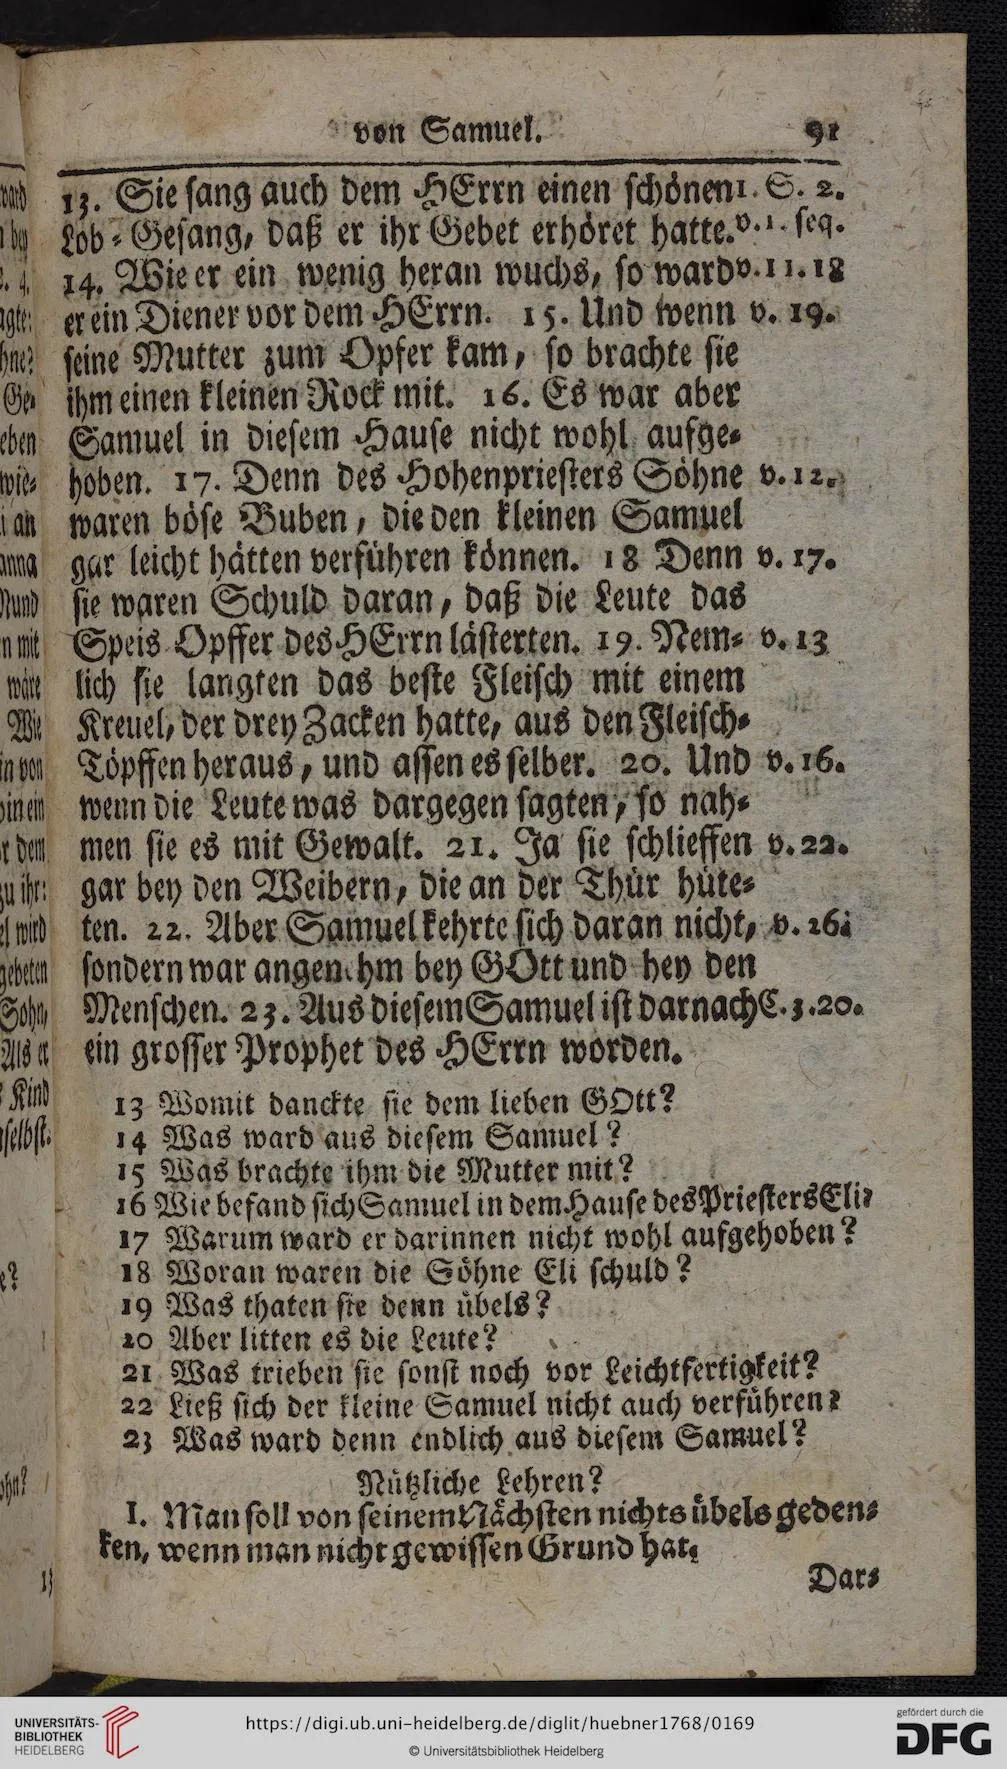 von Samuel. 91
13. Sie sang auch dem HErrn einen schönen 1. S. 2.
Lob-Gesang, daß er ihr Gebet erhöret hatte. v. 1. seq.
14. Wie er ein wenig heran wuchs, so ward v. 11. 18
er ein Diener vor dem HErrn. 15. Und wenn v. 19.
seine Mutter zum Opfer kam, so brachte sie
ihm einen kleinen Rock mit. 16. Es war aber
Samuel in diesem Hause nicht wohl aufge-
hoben. 17. Denn des Hohenpriesters Söhne v. 12.
waren böse Buben, die den kleinen Samuel
gar leicht hätten verführen können. 18 Denn v. 17.
sie waren Schuld daran, daß die Leute das
Speis Opffer des HErrn lästerten. 19. Nem- v. 13
lich sie langten das beste Fleisch mit einem
Kreuel, der drey Zacken hatte, aus den Fleisch-
Töpffen heraus, und assen es selber. 20. Und v. 16.
wenn die Leute was dargegen sagten, so nah-
men sie es mit Gewalt. 21. Ja sie schlieffen v. 22.
gar bey den Weibern, die an der Thür hüte-
ten. 22. Aber Samuel kehrte sich daran nicht, v. 26.
sondern war angenehm bey GOtt und bey den
Menschen. 23. Aus diesem Samuel ist darnach C. 3. 20.
ein grosser Prophet des HErrn worden.
13 Womit danckte sie dem lieben GOtt?
14 Was ward aus diesem Samuel?
15 Was brachte ihm die Mutter mit?
16 Wie befand sich Samuel in dem Hause des Priesters Eli?
17 Warum ward er darinnen nicht wohl aufgehoben?
18 Woran waren die Söhne Eli schuld?
19 Was thaten sie denn übels?
20 Aber litten es die Leute?
21 Was trieben sie sonst noch vor Leichtfertigkeit?
22 Ließ sich der kleine Samuel nicht auch verführen?
23 Was ward denn endlich aus diesem Samuel?
Nützliche Lehren?
I. Man soll von seinem Nächsten nichts übels geden-
ken, wenn man nicht gewissen Grund hat.
Dar-
UNIVERSITÄTS-
BIBLIOTHEK
HEIDELBERG
https://digi.ub.uni-heidelberg.de/diglit/huebner1768/0169
© Universitätsbibliothek Heidelberg
gefördert durch die
DFG